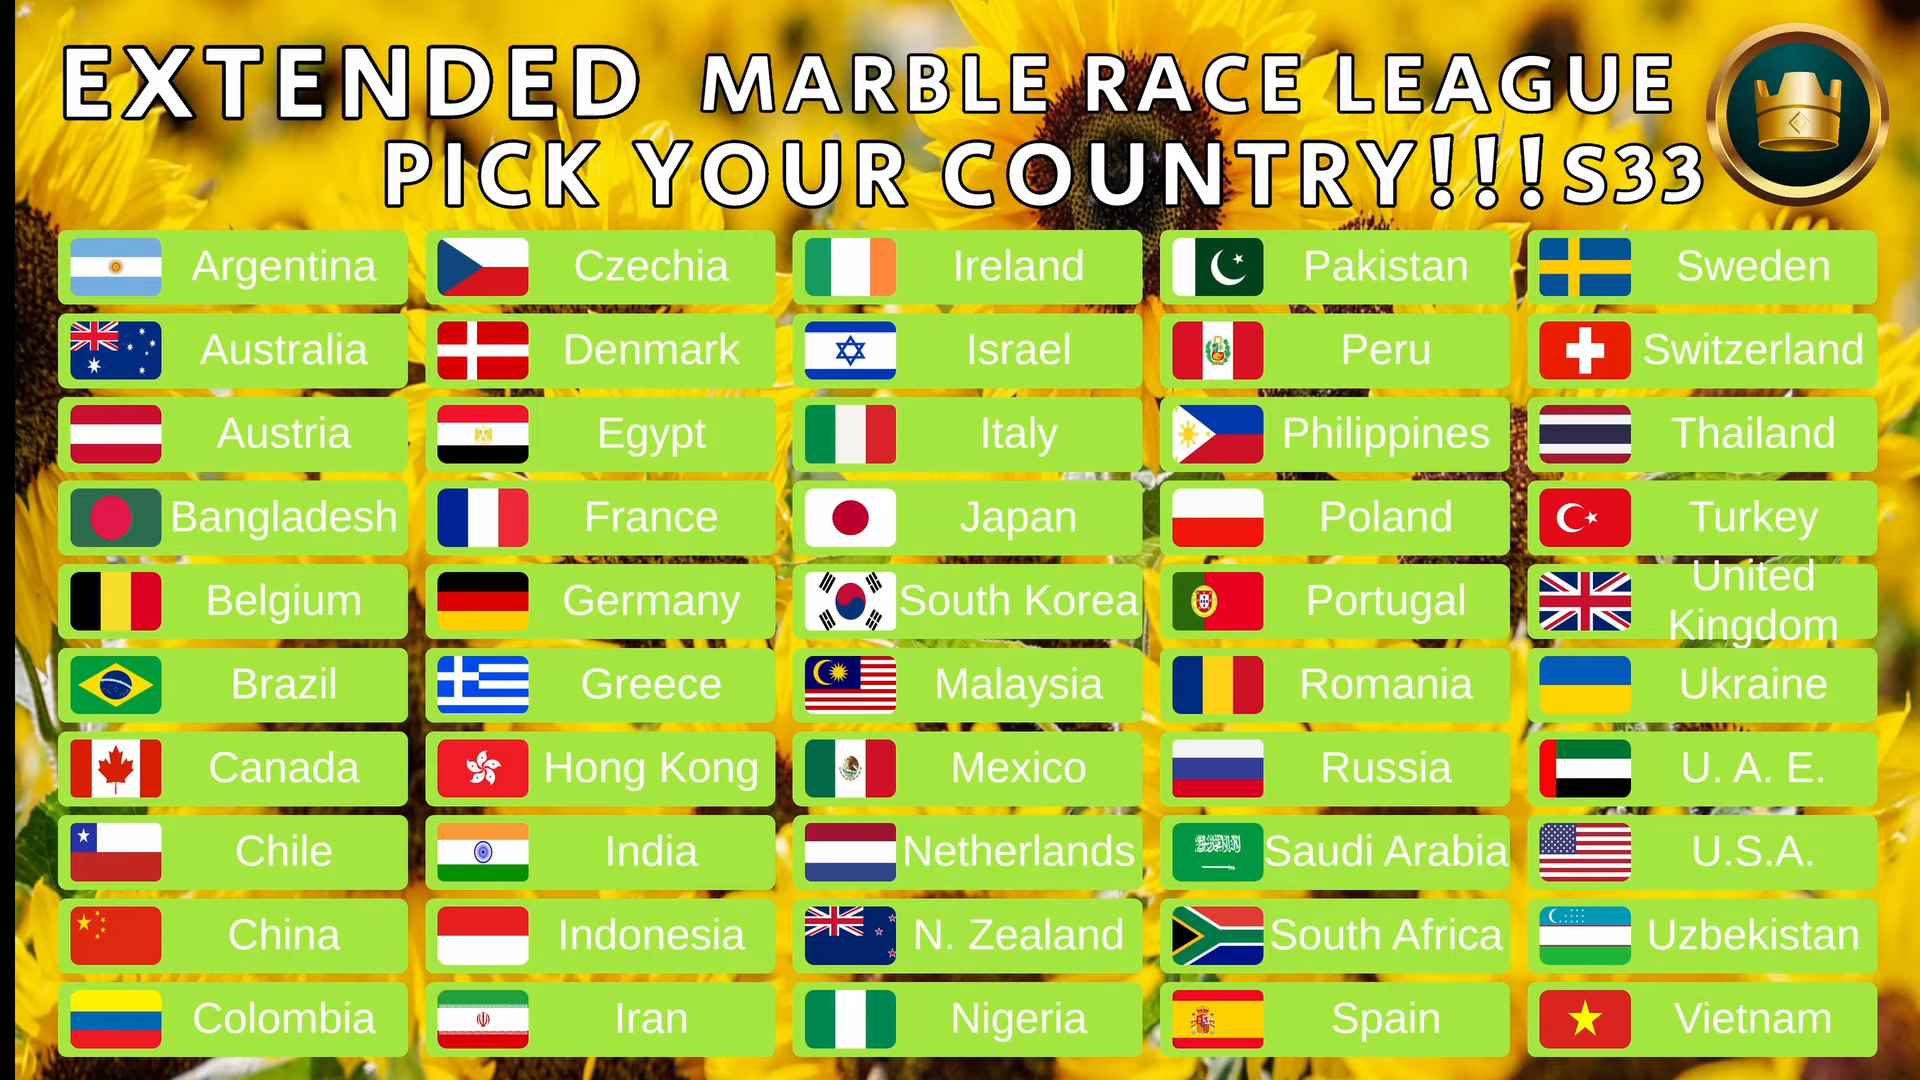 EXTENDED MARBLE RACE LEAGUE
PICK YOUR COUNTRY!!! S33
Argentina
Australia
Austria
Bangladesh
Belgium
Brazil
Canada
Chile
China
Colombia
Czechia
Denmark
Egypt
France
Germany
Greece
Hong Kong
India
Indonesia
Iran
Ireland
Israel
Italy
Japan
South Korea
Malaysia
Mexico
Netherlands
N. Zealand
Nigeria
Pakistan
Peru
Philippines
Poland
Portugal
Romania
Russia
Saudi Arabia
South Africa
Spain
Sweden
Switzerland
Thailand
Turkey
United
Kingdom
Ukraine
U. A. E.
U.S.A.
Uzbekistan
Vietnam